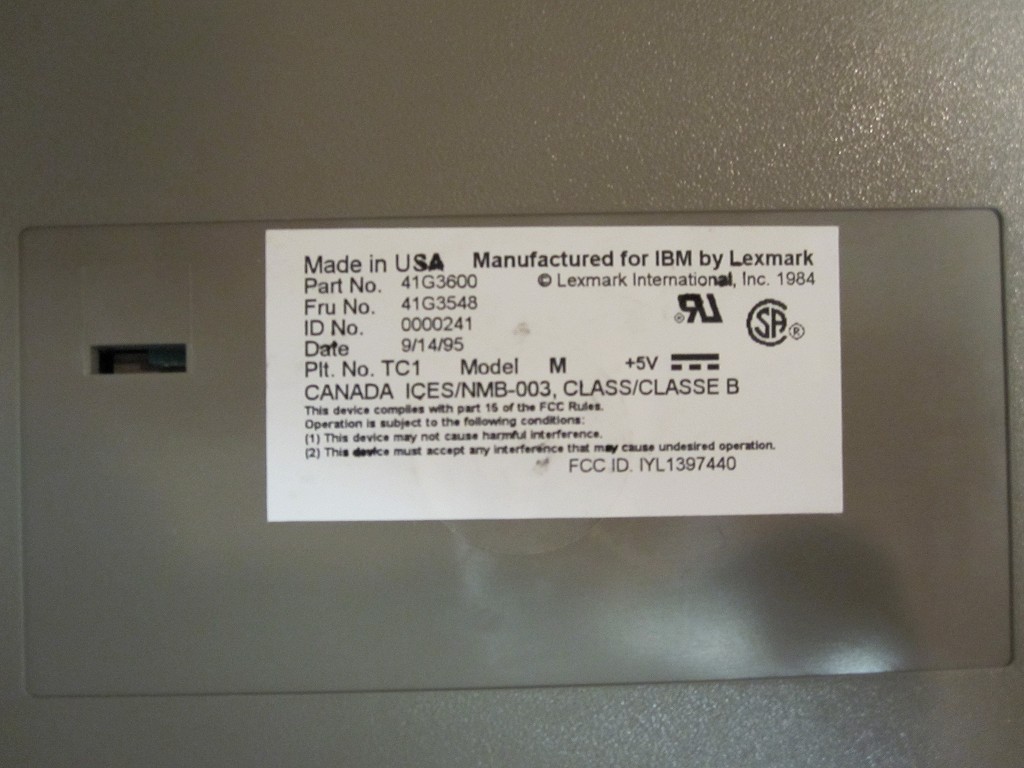 Made in USA Manufactured for IBM by Lexmark
Part No. 41G3600 © Lexmark International, Inc. 1984
Fru No. 41G3548
ID No. 0000241
Date 9/14/95
Plt. No. TC1 Model M +5V
CANADA ICES/NMB-003, CLASS/CLASSE B
This device complies with part 15 of the FCC Rules.
Operation is subject to the following conditions:
(1) This device may not cause harmful interference.
(2) This device must accept any interference that may cause undesired operation.
FCC ID. IYL1397440